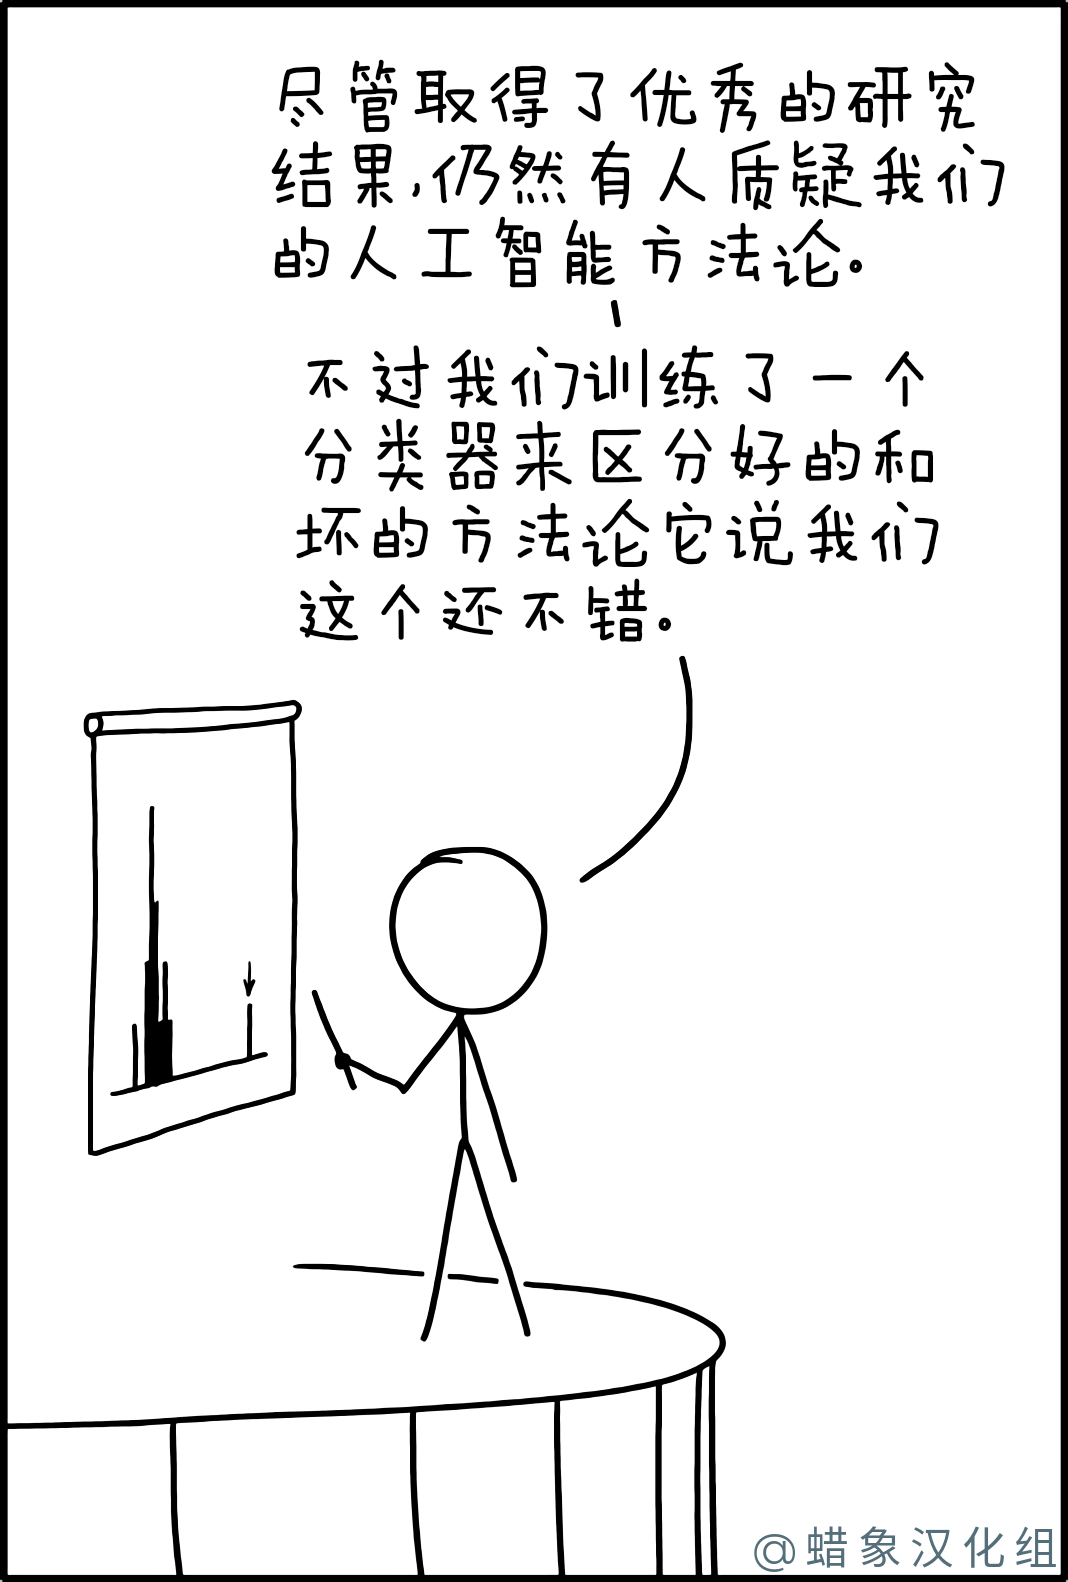 尽管取得了优秀的研究
结果,仍然有人质疑我们
的人工智能方法论。
不过我们训练了一个
分类器来区分好的和
坏的方法论它说我们
这个还不错。
@蜡象汉化组